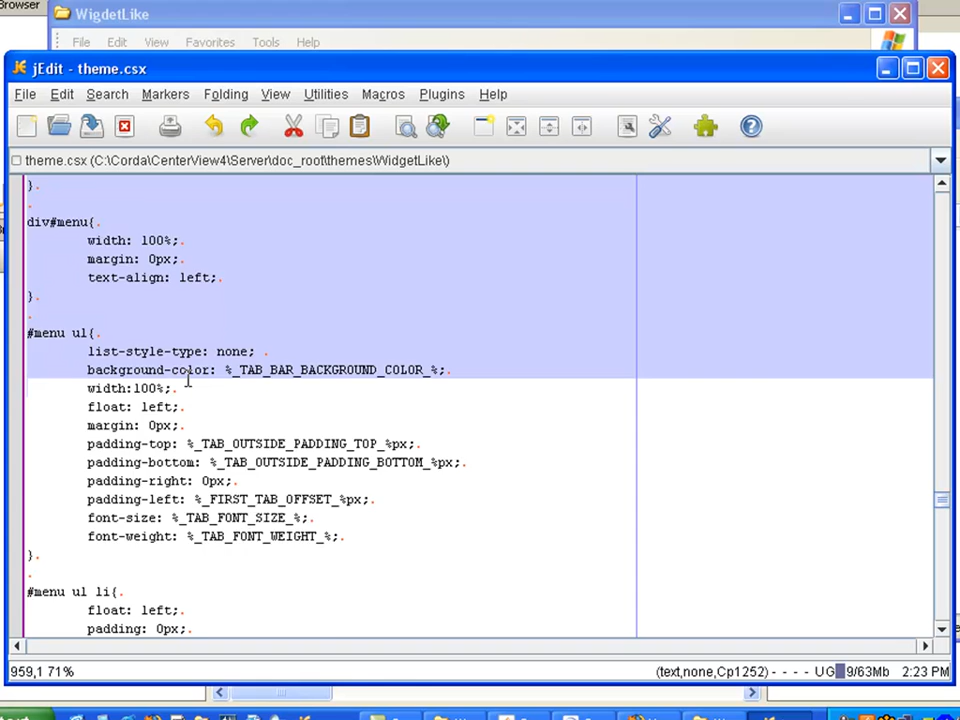 rowser
WigdetLike
File Edit View Favorites Tools Help
jEdit - theme.csx
File Edit Search Markers Folding View Utilities Macros Plugins Help
theme.csx (C:\Corda\CenterView4\Server\doc_root\themes\WidgetLike\)
}.
.
div#menu{.
width: 100%;.
margin: 0px;.
text-align: left;.
}.
.
#menu ul{.
list-style-type: none; .
background-color: %_TAB_BAR_BACKGROUND_COLOR_%;.
width:100%;.
float: left;.
margin: 0px;.
padding-top: %_TAB_OUTSIDE_PADDING_TOP_%px;.
padding-bottom: %_TAB_OUTSIDE_PADDING_BOTTOM_%px;.
padding-right: 0px;.
padding-left: %_FIRST_TAB_OFFSET_%px;.
font-size: %_TAB_FONT_SIZE_%;.
font-weight: %_TAB_FONT_WEIGHT_%;.
}.
.
#menu ul li{.
float: left;.
padding: 0px;.
959,1 71%
(text,none,Cp1252) - - - - UG 9/63Mb 2:23 PM